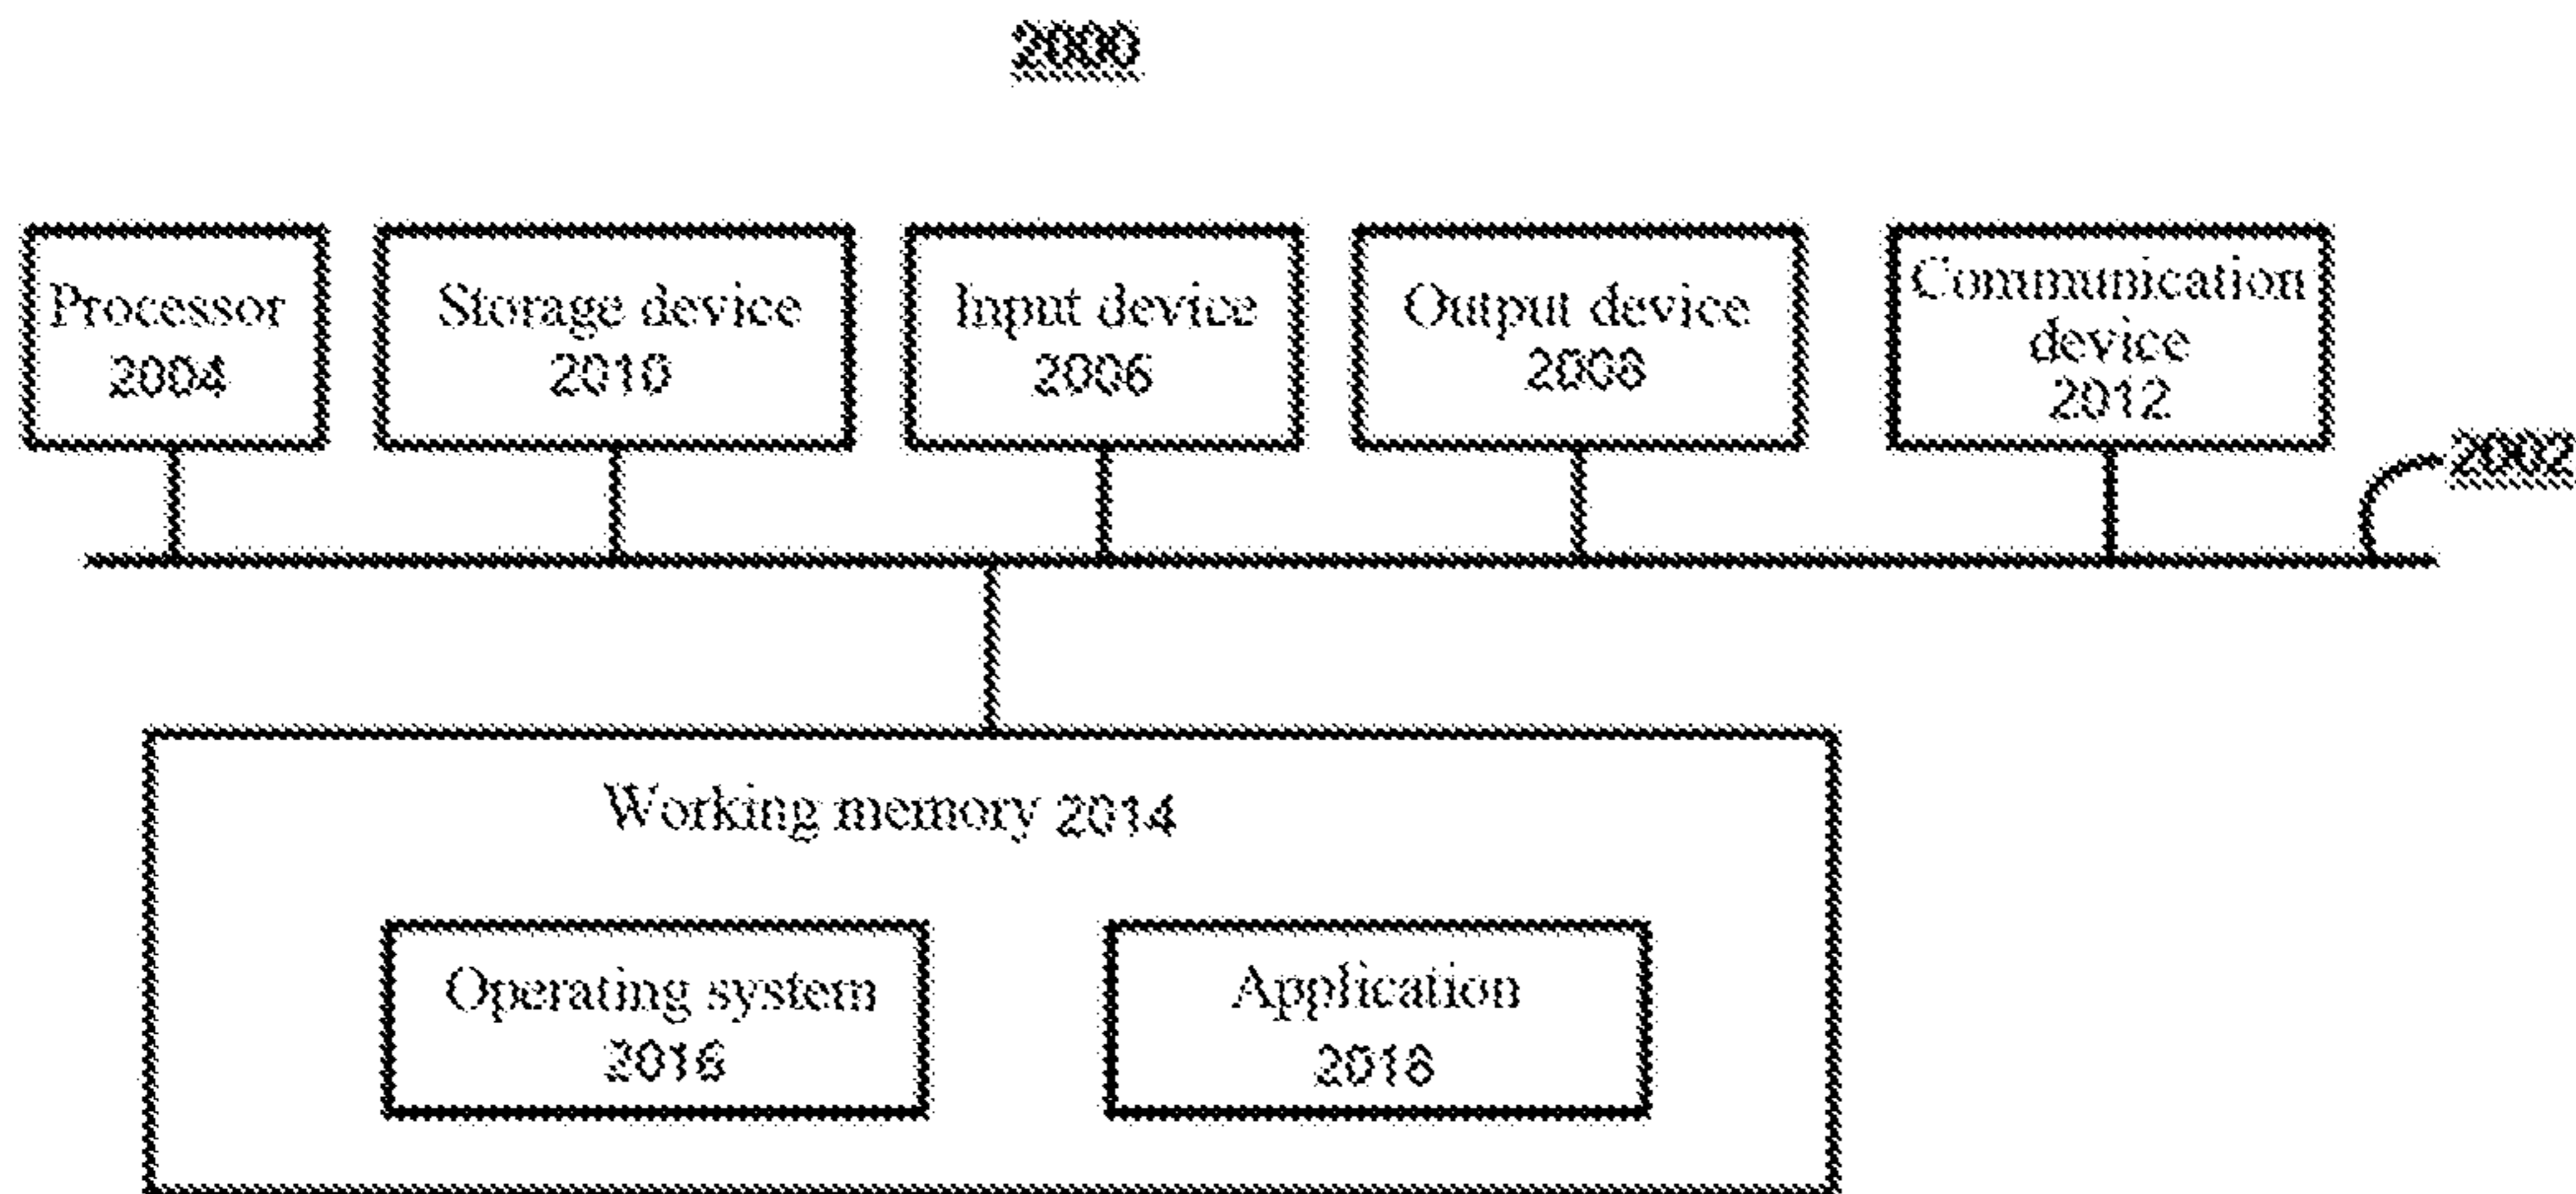 2000
Processor
2004
Storage device
2010
Input device
2006
Output device
2008
Communication
device
2012
2002
Working memory 2014
Operating system
2016
Application
2018